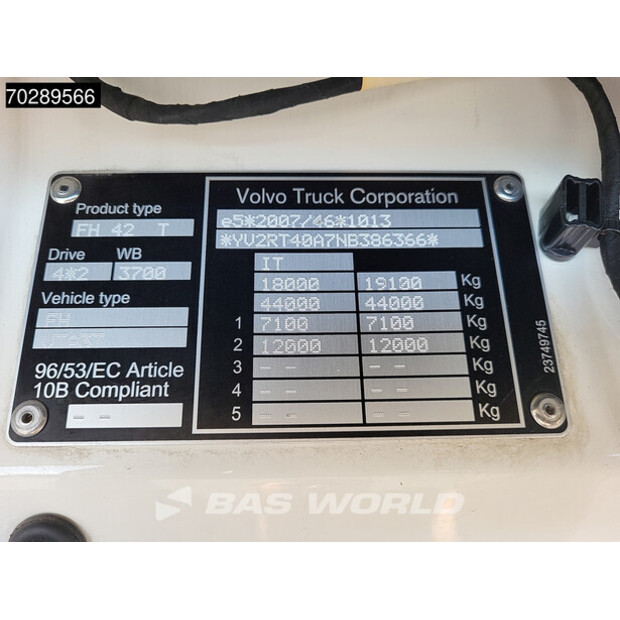 70289566
Volvo Truck Corporation
Product type
FH 42 T
e5*2007/46*1013
*YV2RT40A7NB386366*
Drive WB
4*2 3700
IT
18000 19100 Kg
Vehicle type
FH
44000 44000 Kg
1 7100 7100 Kg
2 12000 12000 Kg
96/53/EC Article
10B Compliant
3 -- -- Kg
4 -- -- Kg
-- 5 -- -- Kg
23749745
BAS WORLD